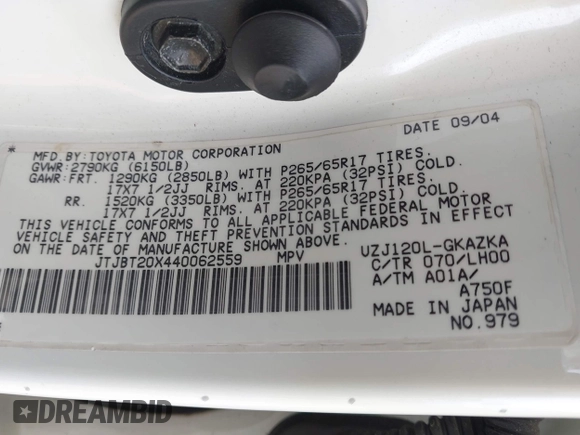 DATE 09/04
* MFD.BY:TOYOTA MOTOR CORPORATION
GVWR:2790KG (6150LB)
GAWR:FRT. 1290KG (2850LB) WITH P265/65R17 TIRES.
17X7 1/2JJ RIMS. AT 220KPA (32PSI) COLD.
RR. 1520KG (3350LB) WITH P265/65R17 TIRES.
17X7 1/2JJ RIMS. AT 220KPA (32PSI) COLD.
THIS VEHICLE CONFORMS TO ALL APPLICABLE FEDERAL MOTOR
VEHICLE SAFETY AND THEFT PREVENTION STANDARDS IN EFFECT
ON THE DATE OF MANUFACTURE SHOWN ABOVE.
JTJBT20X440062559 MPV
UZJ120L-GKAZKA
C/TR 070/LH00
A/TM A01A/
A750F
MADE IN JAPAN
NO.979
DREAMBID